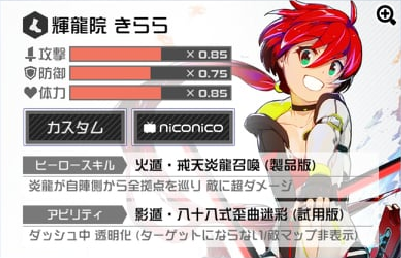 輝龍院 きらら
攻撃 ×0.85
防御 ×0.75
体力 ×0.85
カスタム niconico
ヒーロースキル 火遁・戒天炎龍召喚 (製品版)
炎龍が自陣側から全拠点を巡り 敵に超ダメージ
アビリティ 影遁・八十八式歪曲迷彩 (試用版)
ダッシュ中 透明化 (ターゲットにならない/敵マップ非表示)